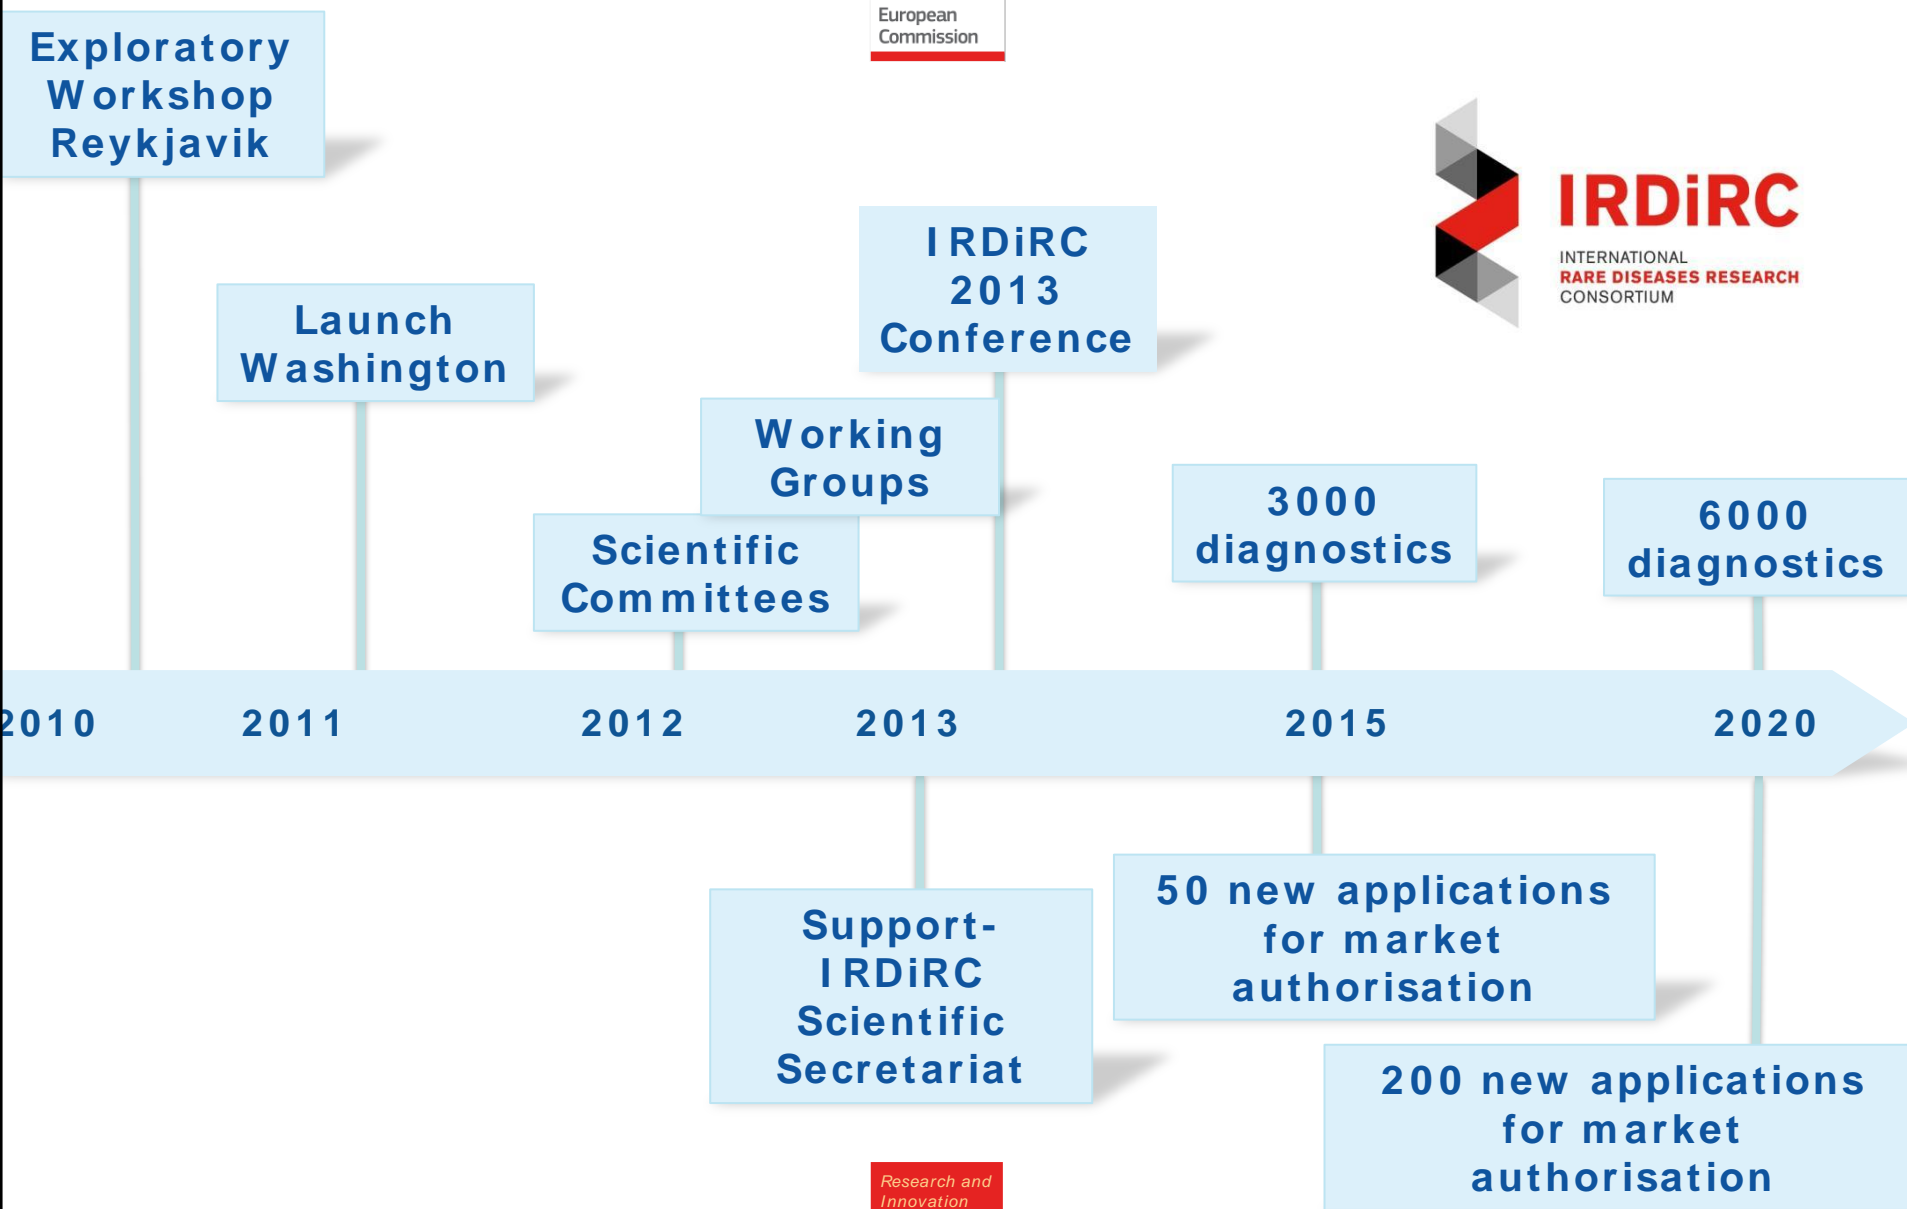 European
Commission
Exploratory
Workshop
Reykjavik
IRDiRC
INTERNATIONAL
RARE DISEASES RESEARCH
CONSORTIUM
IRDiRC
2013
Conference
Launch
Washington
Working
Groups
Scientific
Committees
3000
diagnostics
6000
diagnostics
2010
2011
2012
2013
2015
2020
Support-
IRDiRC
Scientific
Secretariat
50 new applications
for market
authorisation
200 new applications
for market
authorisation
Research and
Innovation